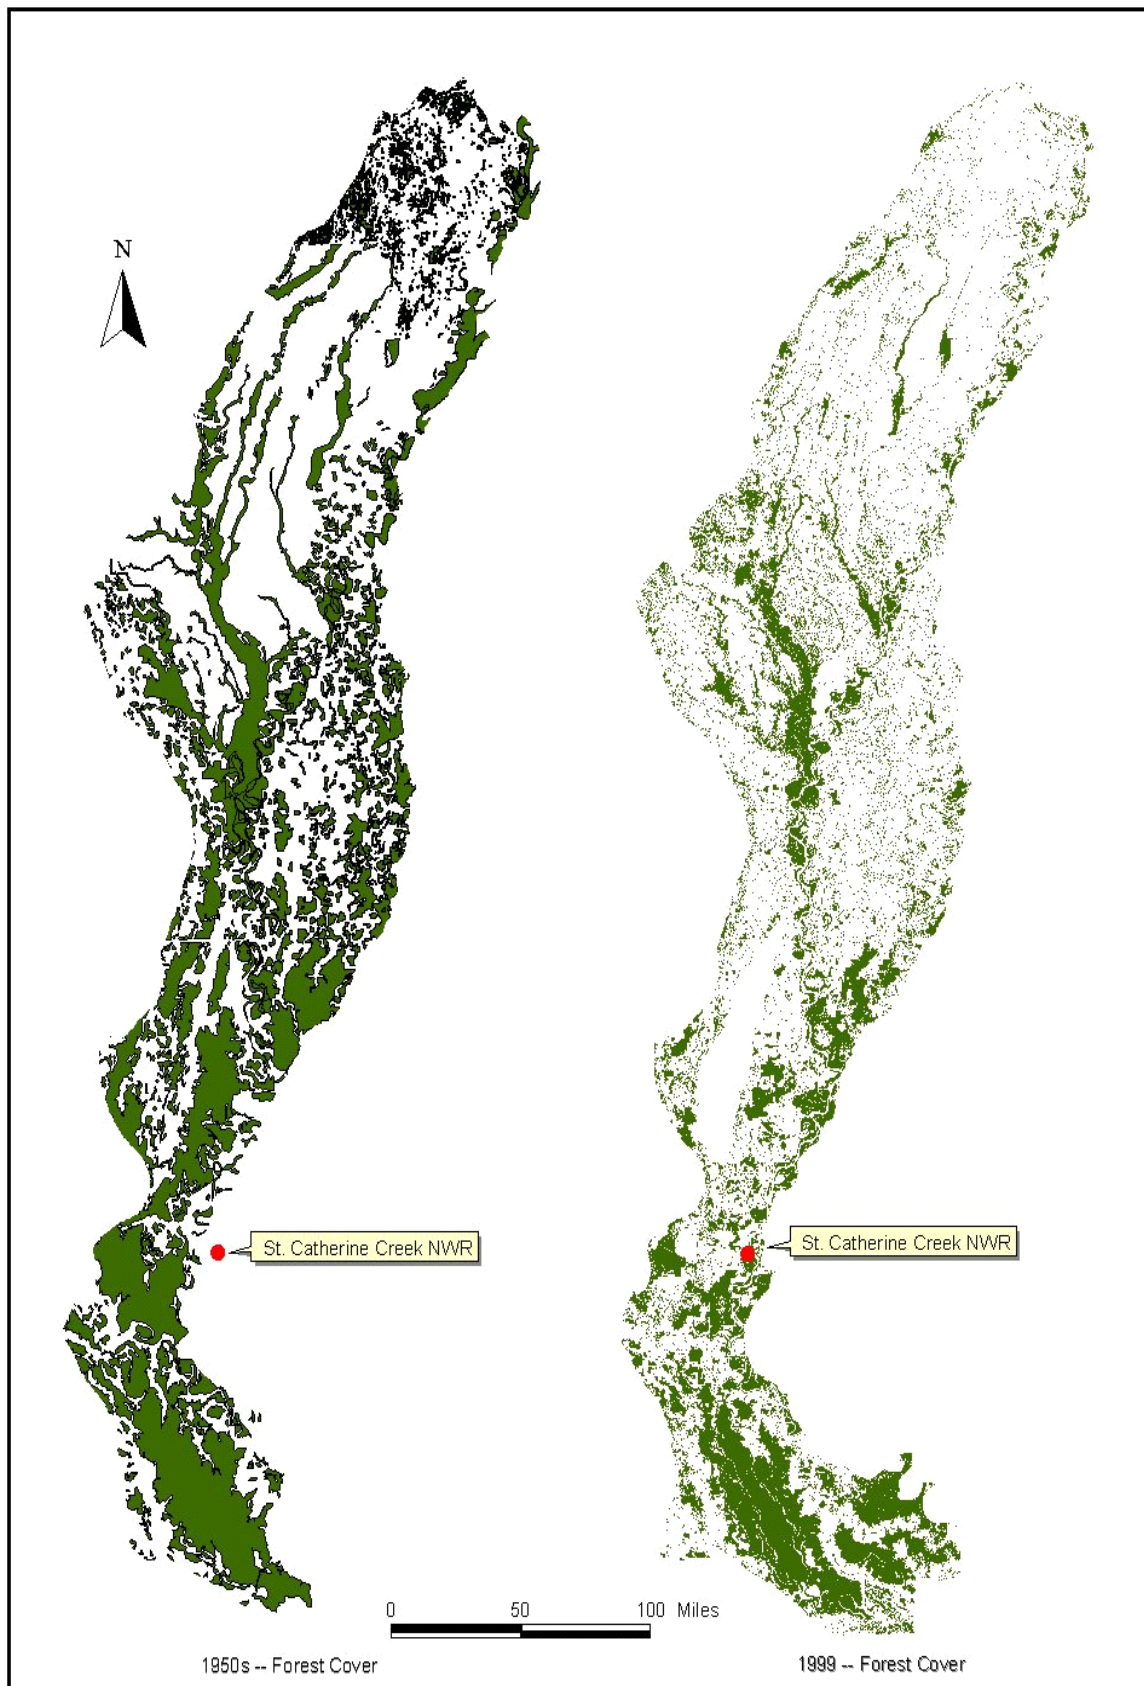 N
St. Catherine Creek NWR
St. Catherine Creek NWR
0 50 100 Miles
1950s -- Forest Cover
1999 -- Forest Cover